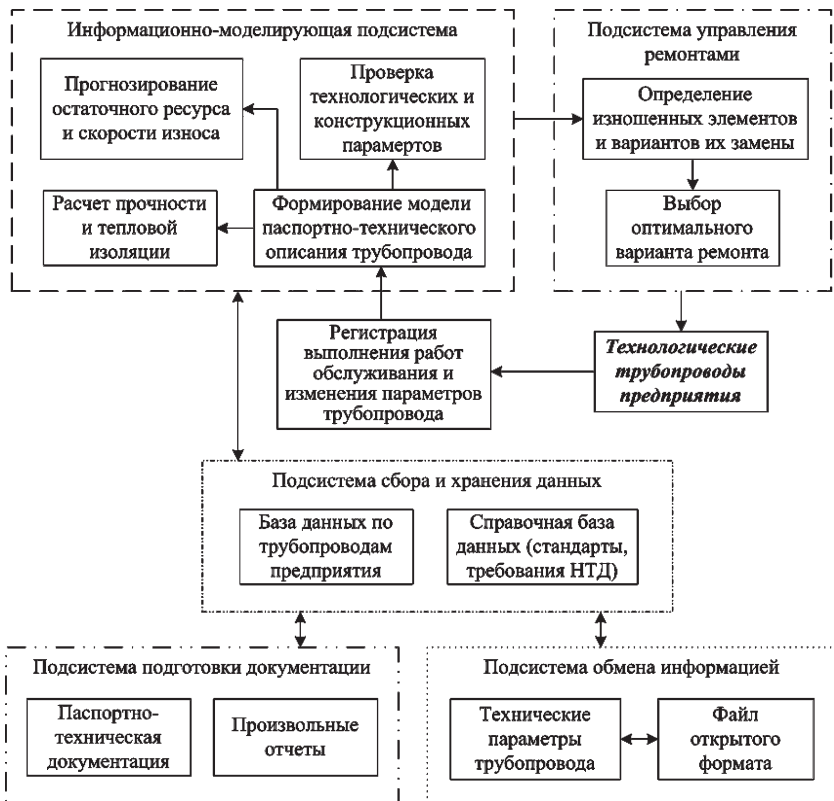 Информационно-моделирующая подсистема
Прогнозирование
остаточного ресурса
и скорости износа
Проверка
технологических и
конструкционных
парамертов
Расчет прочности
и тепловой
изоляции
Формирование модели
паспортно-технического
описания трубопровода
Подсистема управления
ремонтами
Определение
изношенных элементов
и вариантов их замены
Выбор
оптимального
варианта ремонта
Регистрация
выполнения работ
обслуживания и
изменения параметров
трубопровода
Технологические
трубопроводы
предприятия
Подсистема сбора и хранения данных
База данных по
трубопроводам
предприятия
Справочная база
данных (стандарты,
требования НТД)
Подсистема подготовки документации
Паспортно-
техническая
документация
Произвольные
отчеты
Подсистема обмена информацией
Технические
параметры
трубопровода
Файл
открытого
формата